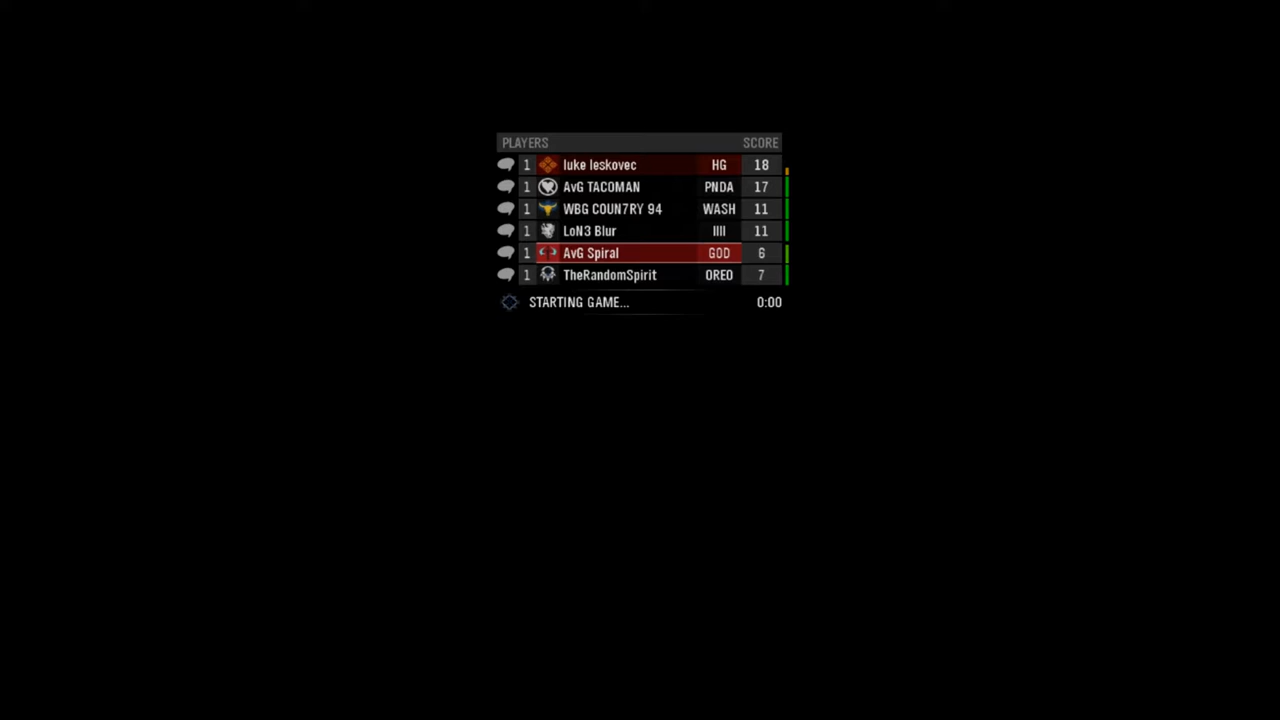 PLAYERS SCORE
1 luke leskovec HG 18
1 AvG TACOMAN PNDA 17
1 WBG COUN7RY 94 WASH 11
1 LoN3 Blur IIII 11
1 AvG Spiral GOD 6
1 TheRandomSpirit OREO 7
STARTING GAME... 0:00